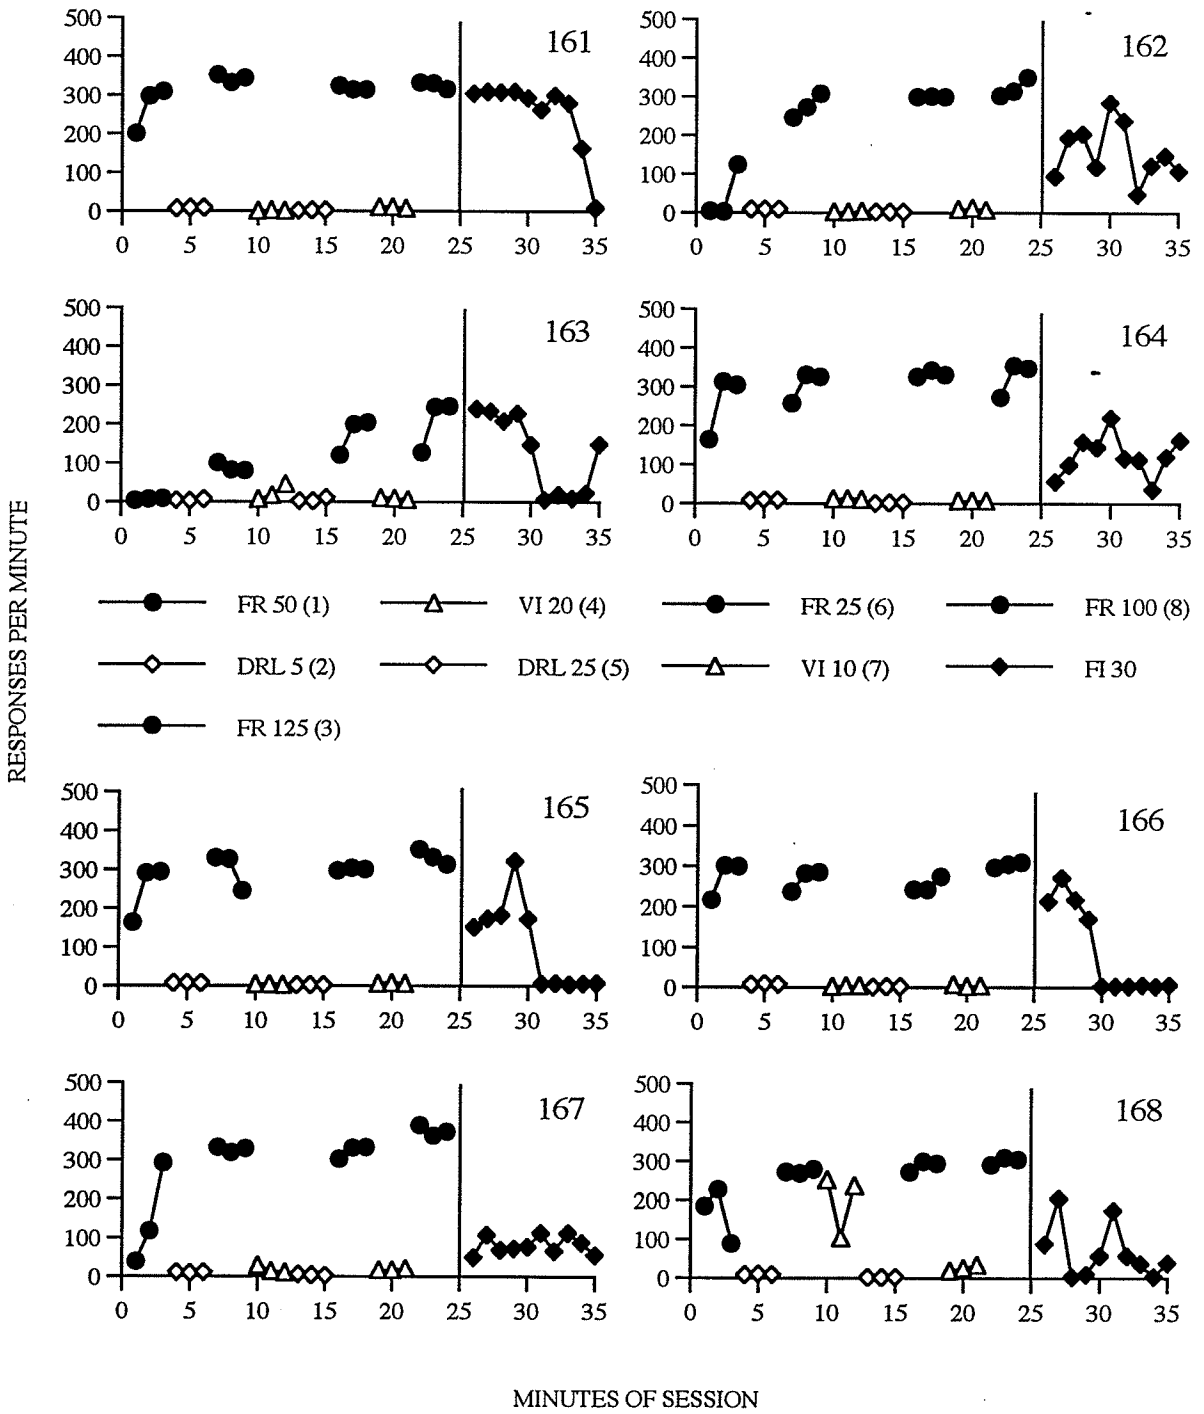 500 400 300 200 100 0
161
0 5 10 15 20 25 30 35
500 400 300 200 100 0
162
0 5 10 15 20 25 30 35
500 400 300 200 100 0
163
0 5 10 15 20 25 30 35
500 400 300 200 100 0
164
0 5 10 15 20 25 30 35
RESPONSES PER MINUTE
FR 50 (1) VI 20 (4) FR 25 (6) FR 100 (8)
DRL 5 (2) DRL 25 (5) VI 10 (7) FI 30
FR 125 (3)
500 400 300 200 100 0
165
0 5 10 15 20 25 30 35
500 400 300 200 100 0
166
0 5 10 15 20 25 30 35
500 400 300 200 100 0
167
0 5 10 15 20 25 30 35
500 400 300 200 100 0
168
0 5 10 15 20 25 30 35
MINUTES OF SESSION